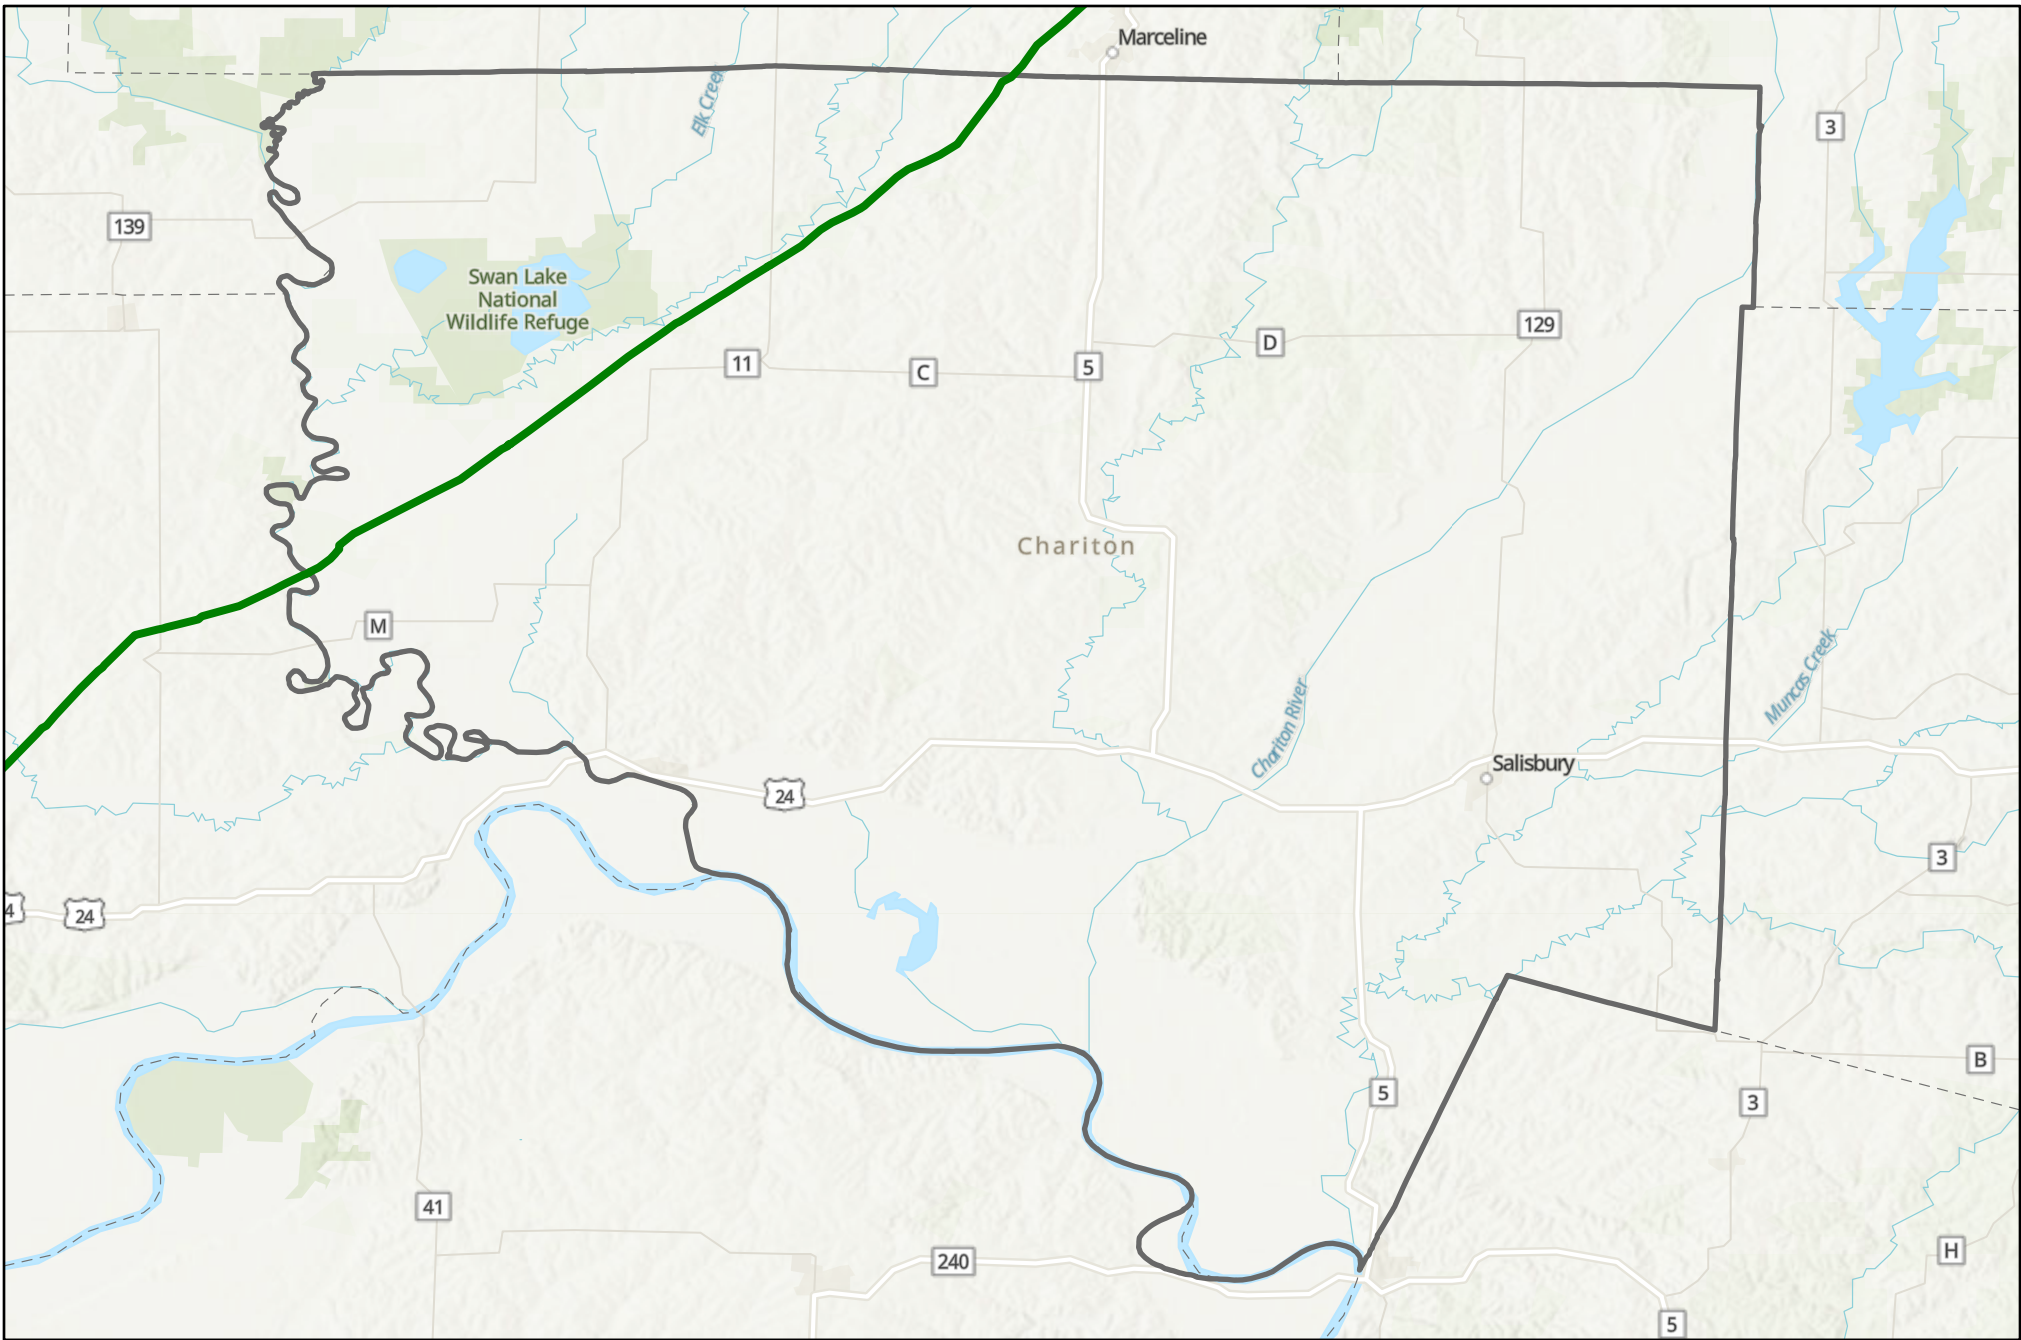 Marceline
Elk Creek
3
139
Swan Lake
National
Wildlife Refuge
129
D
11
C
5
Chariton
M
Muncas Creek
Chariton River
Salisbury
24
3
4
24
B
5
3
41
H
240
5